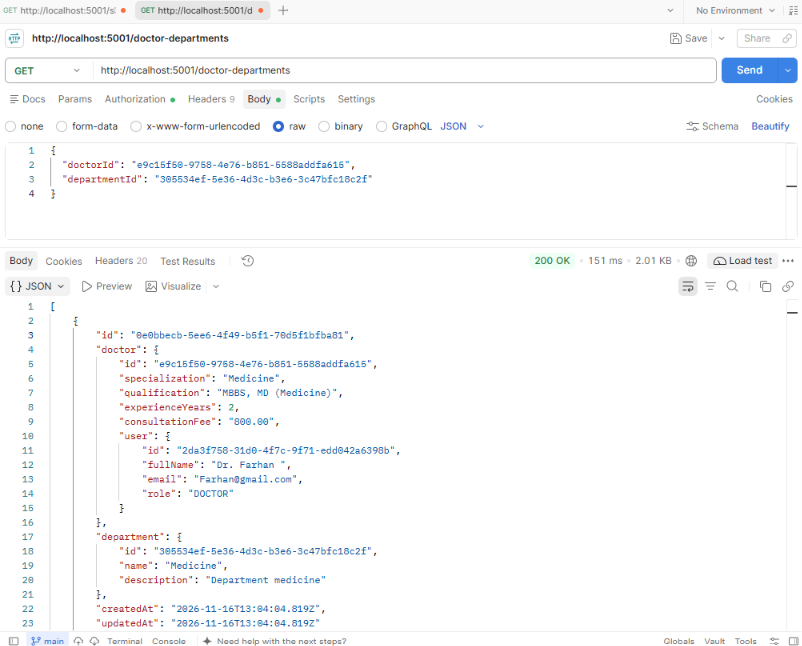 GET http://localhost:5001/sl GET http://localhost:5001/d No Environment
http://localhost:5001/doctor-departments Save Share
GET http://localhost:5001/doctor-departments Send
Docs Params Authorization Headers 9 Body Scripts Settings Cookies
none form-data x-www-form-urlencoded raw binary GraphQL JSON Schema Beautify
1 {
2 "doctorId": "e9c15f50-9758-4e76-b851-5588addfa615",
3 "departmentId": "305534ef-5e36-4d3c-b3e6-3c47bfc18c2f"
4 }
Body Cookies Headers 20 Test Results 200 OK • 151 ms • 2.01 KB • Load test
{ } JSON Preview Visualize
1 [
2 {
3 "id": "0e0bbecb-5ee6-4f49-b5f1-70d5f1bfba81",
4 "doctor": {
5 "id": "e9c15f50-9758-4e76-b851-5588addfa615",
6 "specialization": "Medicine",
7 "qualification": "MBBS, MD (Medicine)",
8 "experienceYears": 2,
9 "consultationFee": "800.00",
10 "user": {
11 "id": "2da3f758-31d0-4f7c-9f71-edd042a6398b",
12 "fullName": "Dr. Farhan ",
13 "email": "Farhan@gmail.com",
14 "role": "DOCTOR"
15 }
16 },
17 "department": {
18 "id": "305534ef-5e36-4d3c-b3e6-3c47bfc18c2f",
19 "name": "Medicine",
20 "description": "Department medicine"
21 },
22 "createdAt": "2026-11-16T13:04:04.819Z",
23 "updatedAt": "2026-11-16T13:04:04.819Z"
main Terminal Console Need help with the next steps? Globals Vault Tools